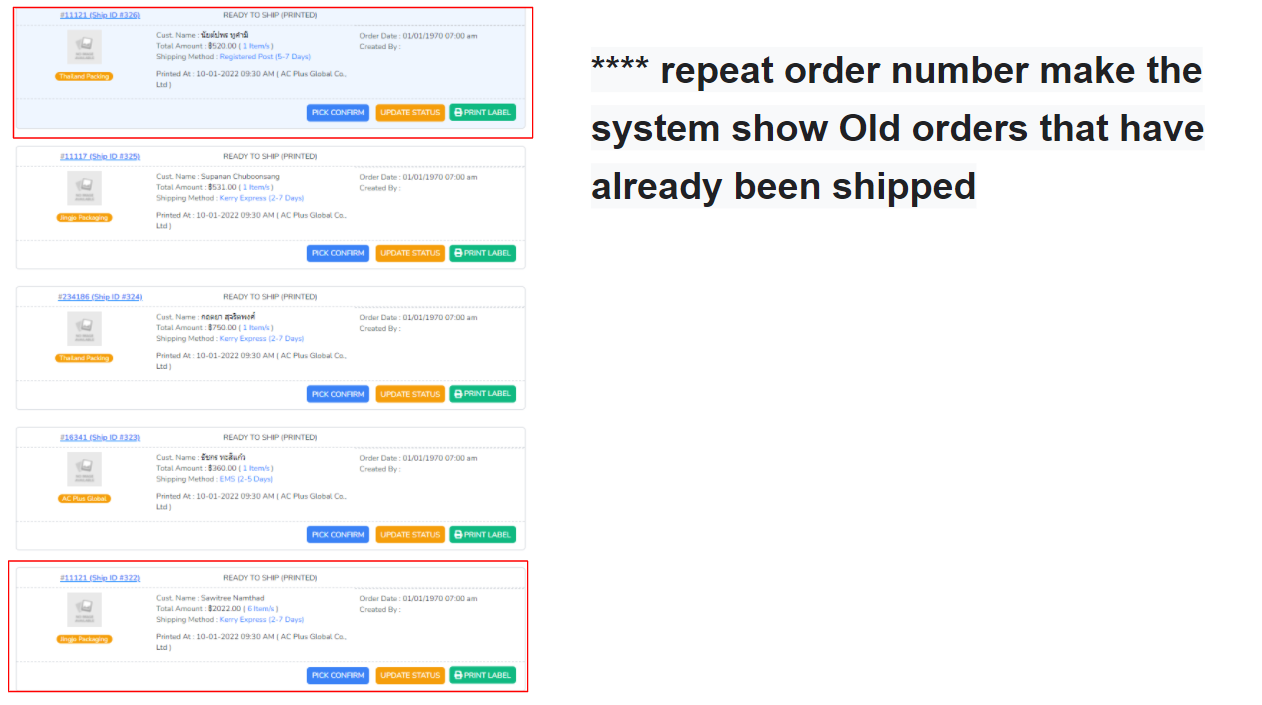 #11121 (Ship ID #326) READY TO SHIP (PRINTED)
Cust. Name : นัยต์ปพร ทูคำมี
Order Date : 01/01/1970 07:00 am
Total Amount : ฿520.00 ( 1 Item/s )
Created By :
Shipping Method : Registered Post (5-7 Days)
Thailand Packing
Printed At : 10-01-2022 09:30 AM ( AC Plus Global Co.,
Ltd )
PICK CONFIRM UPDATE STATUS PRINT LABEL
#11117 (Ship ID #325) READY TO SHIP (PRINTED)
Cust. Name : Supanan Chuboonsang
Order Date : 01/01/1970 07:00 am
Total Amount : ฿531.00 ( 1 Item/s )
Created By :
Shipping Method : Kerry Express (2-7 Days)
Jingjo Packaging
Printed At : 10-01-2022 09:30 AM ( AC Plus Global Co.,
Ltd )
PICK CONFIRM UPDATE STATUS PRINT LABEL
#234186 (Ship ID #324) READY TO SHIP (PRINTED)
Cust. Name : สุจริตพงศ์
Order Date : 01/01/1970 07:00 am
Total Amount : ฿750.00 ( 1 Item/s )
Created By :
Shipping Method : Kerry Express (2-7 Days)
Thailand Packing
Printed At : 10-01-2022 09:30 AM ( AC Plus Global Co.,
Ltd )
PICK CONFIRM UPDATE STATUS PRINT LABEL
#16341 (Ship ID #323) READY TO SHIP (PRINTED)
Cust. Name : ทะสีแก้ว
Order Date : 01/01/1970 07:00 am
Total Amount : ฿360.00 ( 1 Item/s )
Created By :
Shipping Method : EMS (2-5 Days)
AC Plus Global
Printed At : 10-01-2022 09:30 AM ( AC Plus Global Co.,
Ltd )
PICK CONFIRM UPDATE STATUS PRINT LABEL
#11121 (Ship ID #322) READY TO SHIP (PRINTED)
Cust. Name : Sawitree Namthad
Order Date : 01/01/1970 07:00 am
Total Amount : ฿2022.00 ( 6 Item/s )
Created By :
Shipping Method : Kerry Express (2-7 Days)
Jingjo Packaging
Printed At : 10-01-2022 09:30 AM ( AC Plus Global Co.,
Ltd )
PICK CONFIRM UPDATE STATUS PRINT LABEL
**** repeat order number make the
system show Old orders that have
already been shipped